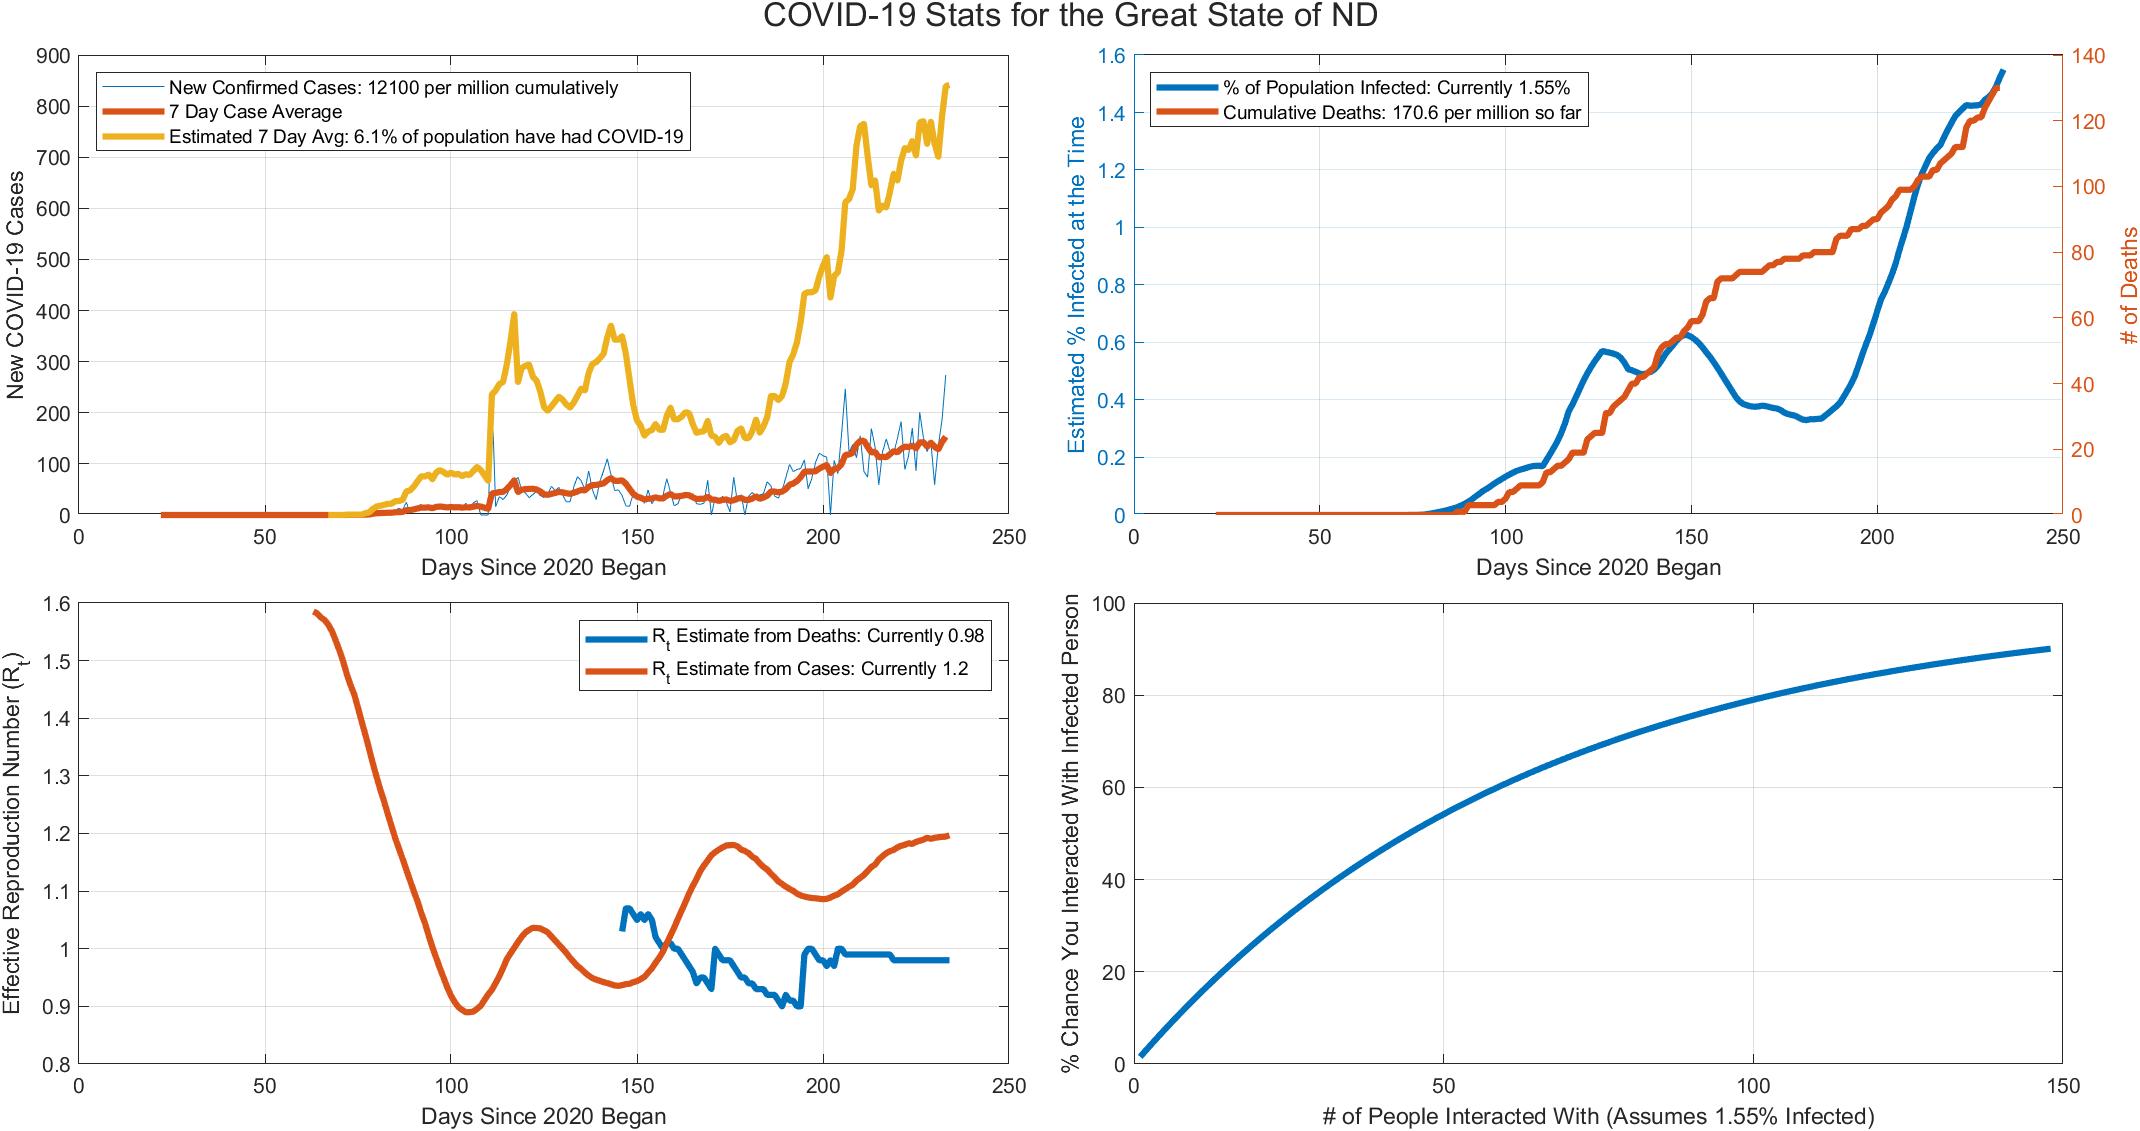 COVID-19 Stats for the Great State of ND
New COVID-19 Cases
900
800
700
600
500
400
300
200
100
0
New Confirmed Cases: 12100 per million cumulatively
7 Day Case Average
Estimated 7 Day Avg: 6.1% of population have had COVID-19
0 50 100 150 200 250
Days Since 2020 Began
Estimated % Infected at the Time
1.6
1.4
1.2
1
0.8
0.6
0.4
0.2
0
% of Population Infected: Currently 1.55%
Cumulative Deaths: 170.6 per million so far
140
120
100
80
60
40
20
0
# of Deaths
0 50 100 150 200 250
Days Since 2020 Began
Effective Reproduction Number (Rt)
1.6
1.5
1.4
1.3
1.2
1.1
1
0.9
0.8
Rt Estimate from Deaths: Currently 0.98
Rt Estimate from Cases: Currently 1.2
0 50 100 150 200 250
Days Since 2020 Began
% Chance You Interacted With Infected Person
100
80
60
40
20
0
0 50 100 150
# of People Interacted With (Assumes 1.55% Infected)